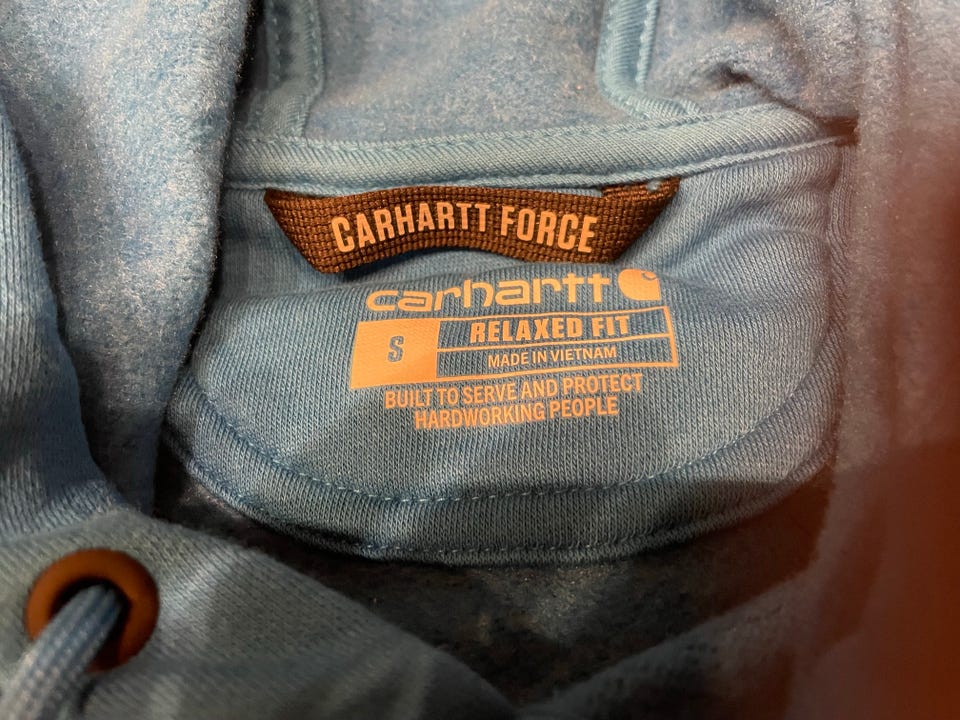 CARHARTT FORCE
carhartt
S
RELAXED FIT
MADE IN VIETNAM
BUILT TO SERVE AND PROTECT
HARDWORKING PEOPLE